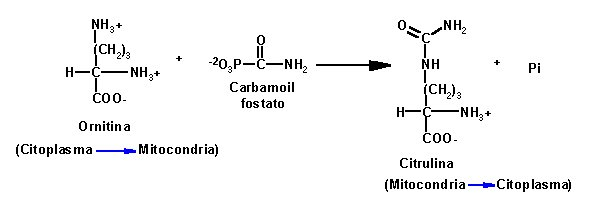 NH3+
(CH2)3
H C NH3+
COO-
Ornitina
(Citoplasma Mitocondria)
+
O
-2O3P C NH2
Carbamoil
fostato
O C NH2
NH
(CH2)3
H C NH3+
COO-
Citrulina
(Mitocondria Citoplasma)
+
Pi